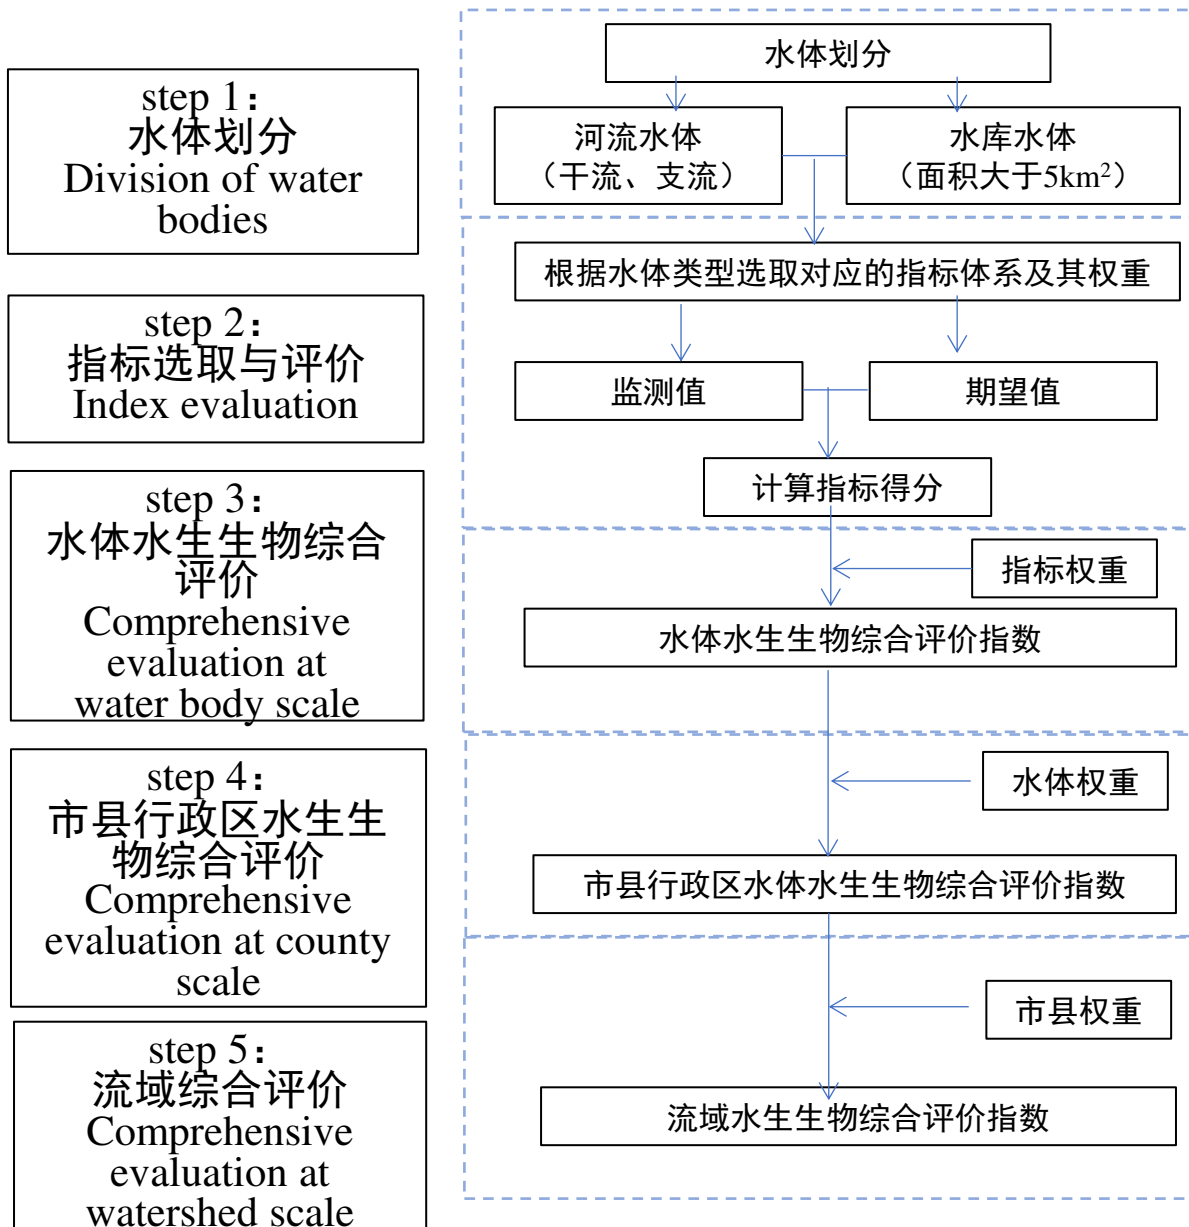 step 1：
水体划分
Division of water
bodies
step 2：
指标选取与评价
Index evaluation
step 3：
水体水生生物综合
评价
Comprehensive
evaluation at
water body scale
step 4：
市县行政区水生生
物综合评价
Comprehensive
evaluation at county
scale
step 5：
流域综合评价
Comprehensive
evaluation at
watershed scale
水体划分
河流水体
（干流、支流）
水库水体
（面积大于5km²）
根据水体类型选取对应的指标体系及其权重
监测值
期望值
计算指标得分
指标权重
水体水生生物综合评价指数
水体权重
市县行政区水体水生生物综合评价指数
市县权重
流域水生生物综合评价指数